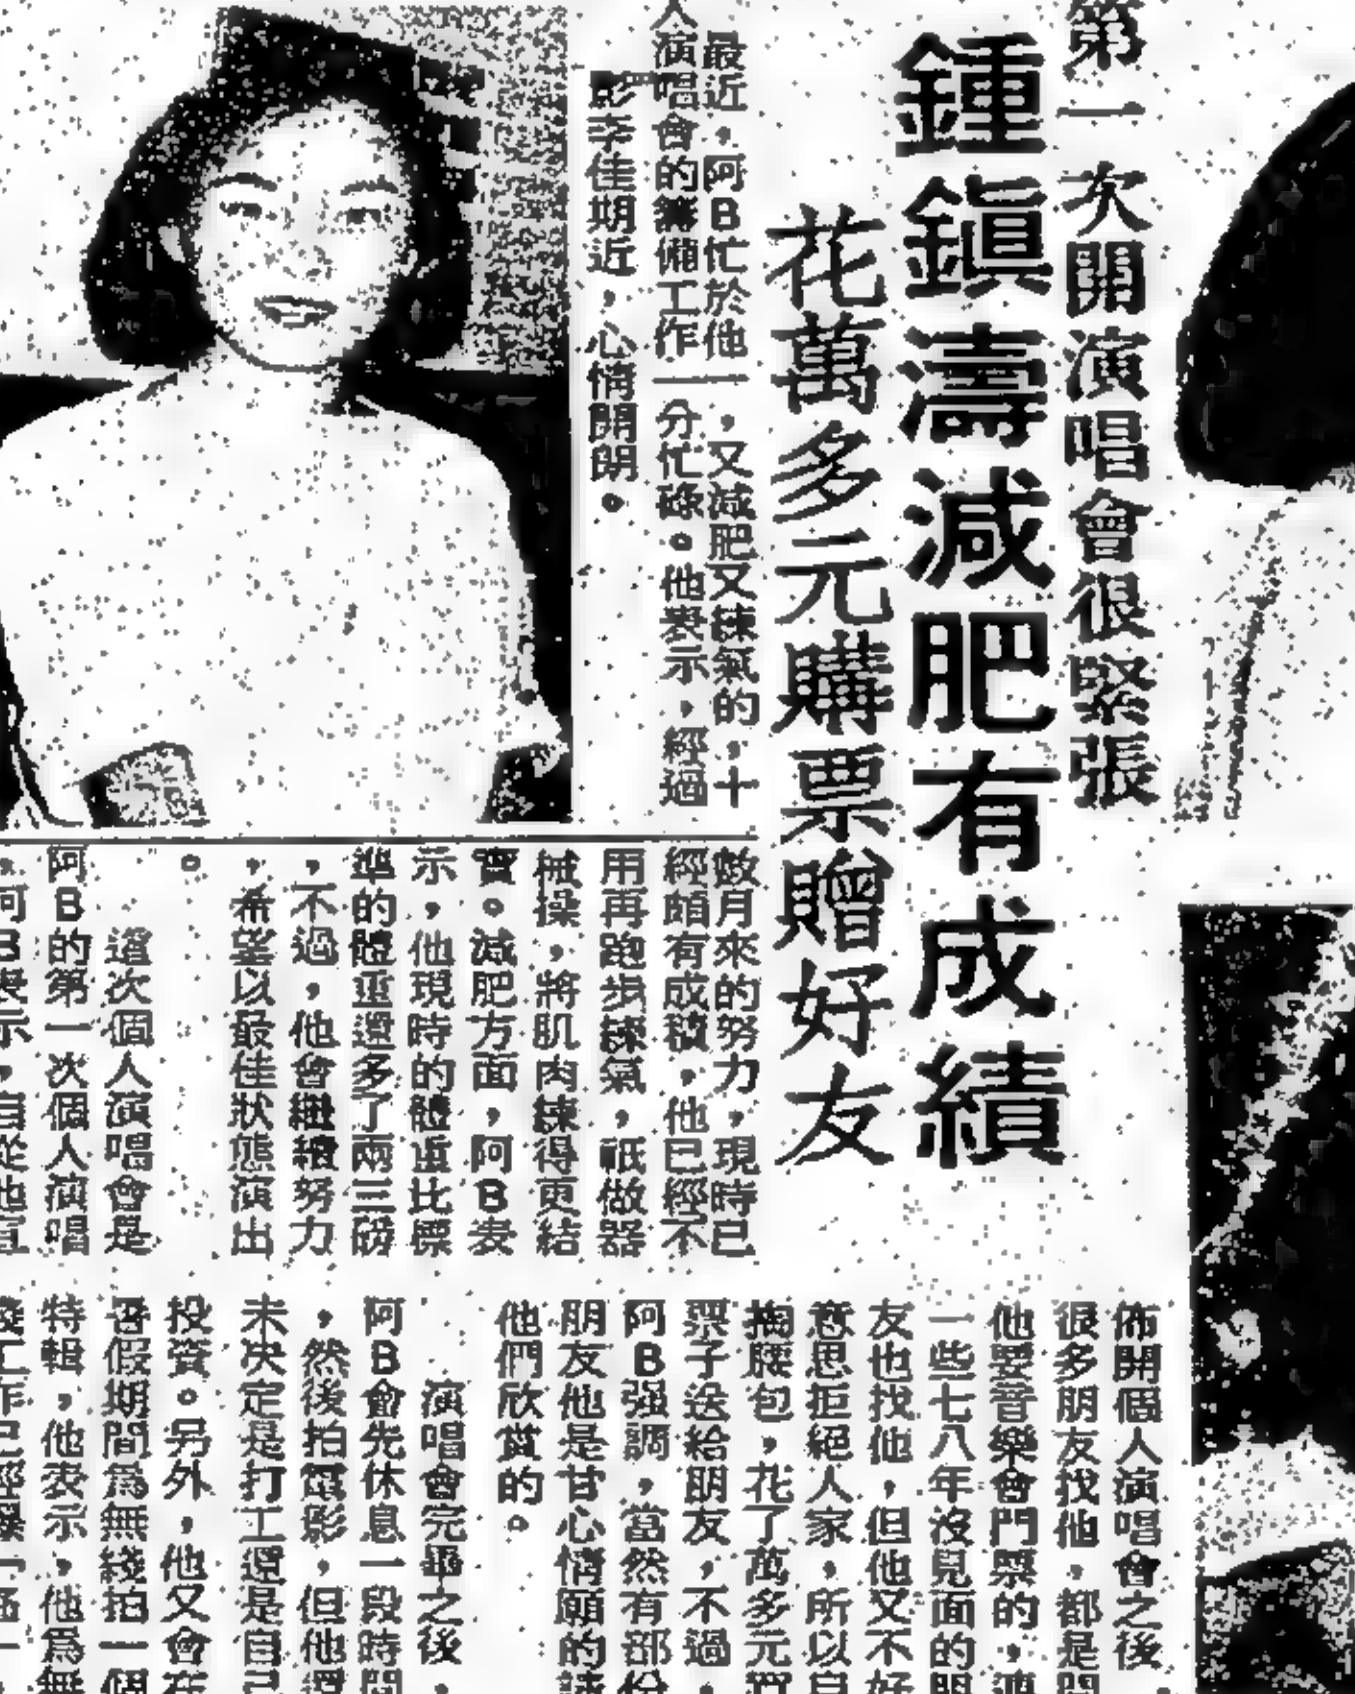 第一次開演唱會很緊張
鍾鎮濤減肥有成績
花萬多元購票贈好友
最近，阿B忙於他一，又減肥又練氣的，十
人演唱會的籌備工作一分忙碌。他表示，經過
影李佳期近，心情開朗。
數月來的努力，現時已
經頗有成積，他已經不
用再跑步練氣，祇做器
械操，將肌肉練得更結
實。減肥方面，阿B表
示，他現時的體重比標
準的體重還多了兩三磅
，不過，他會繼續努力
，希望以最佳狀態演出
。
這次個人演唱會是
阿B的第一次個人演唱
，阿B表示，自從他宣
佈開個人演唱會之後，
很多朋友找他，都是問
他要音樂會門票的，連
一些七八年沒見面的朋
友也找他，但他又不好
意思拒絕人家，所以自
掏腰包，花了萬多元買
票子送給朋友，不過，
阿B强調，當然有部份
朋友他是甘心情願的請
他們欣賞的。
演唱會完畢之後，
阿B會先休息一段時間
，然後拍電影，但他還
未決定是打工還是自己
投資。另外，他又會在
暑假期間為無綫拍一個
特輯，他表示，他為無